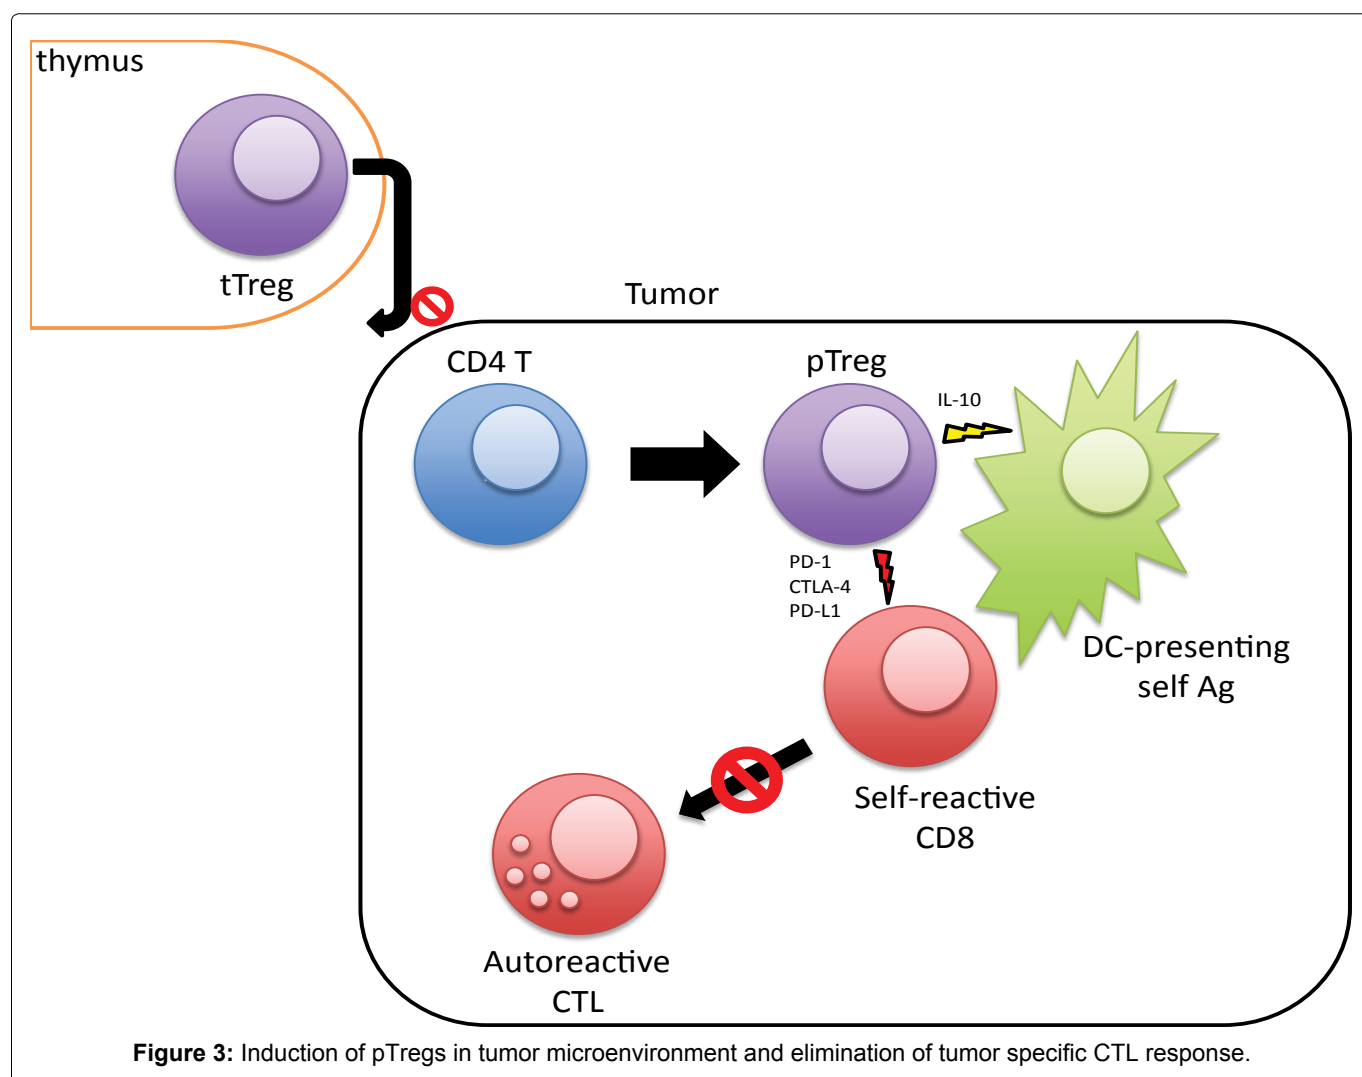 thymus
tTreg
Tumor
CD4 T
pTreg
IL-10
PD-1
CTLA-4
PD-L1
DC-presenting
self Ag
Self-reactive
CD8
Autoreactive
CTL
Figure 3: Induction of pTregs in tumor microenvironment and elimination of tumor specific CTL response.